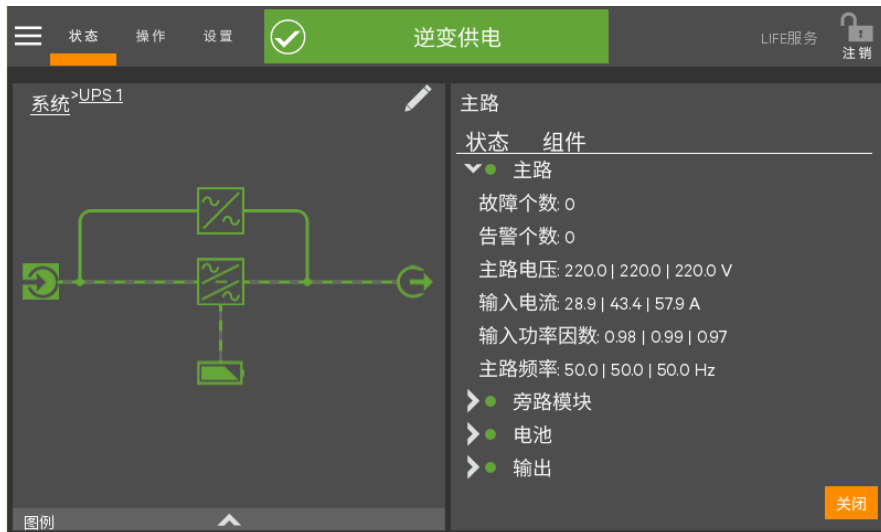 状态 操作 设置 逆变供电 LIFE服务 注销
系统>UPS 1
主路
状态 组件
主路
故障个数: 0
告警个数: 0
主路电压: 220.0 | 220.0 | 220.0 V
输入电流: 28.9 | 43.4 | 57.9 A
输入功率因数: 0.98 | 0.99 | 0.97
主路频率: 50.0 | 50.0 | 50.0 Hz
旁路模块
电池
输出
关闭
图例